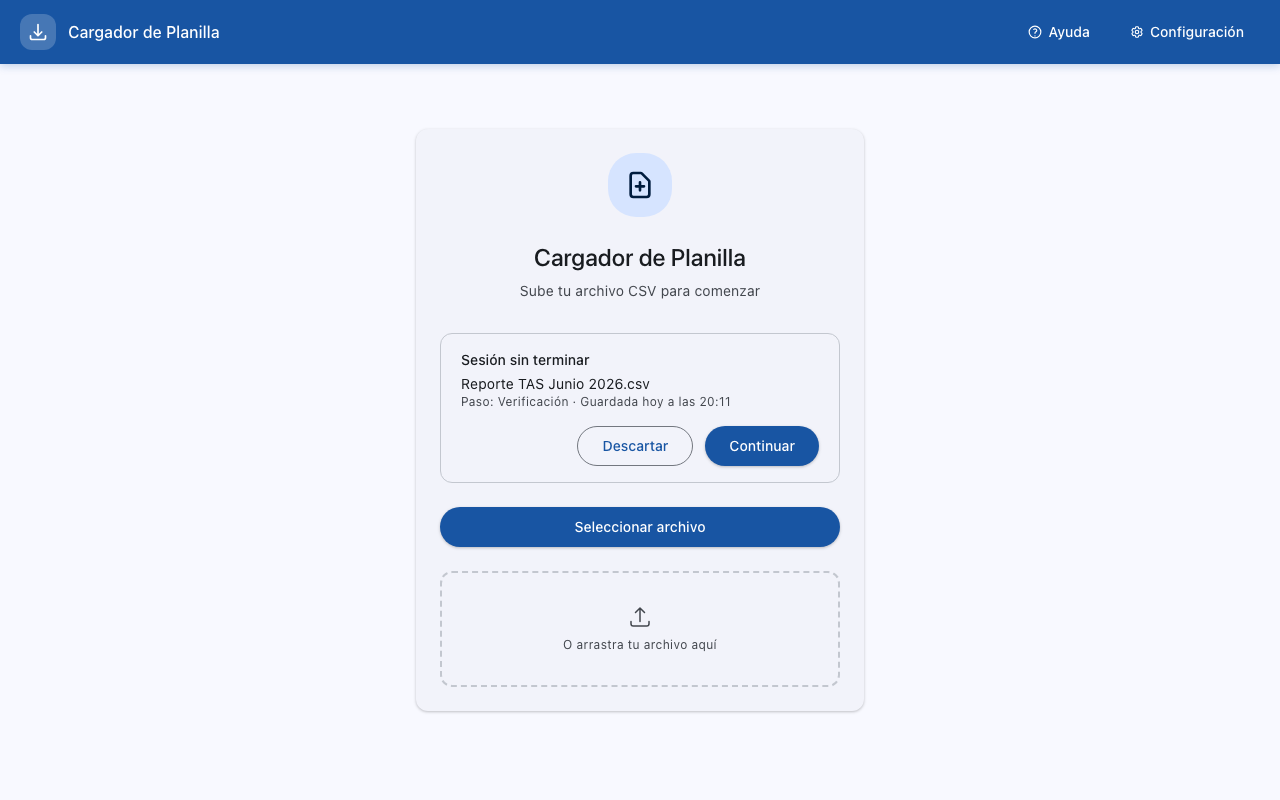 Cargador de Planilla
Ayuda
Configuración
Cargador de Planilla
Sube tu archivo CSV para comenzar
Sesión sin terminar
Reporte TAS Junio 2026.csv
Paso: Verificación · Guardada hoy a las 20:11
Descartar
Continuar
Seleccionar archivo
O arrastra tu archivo aquí